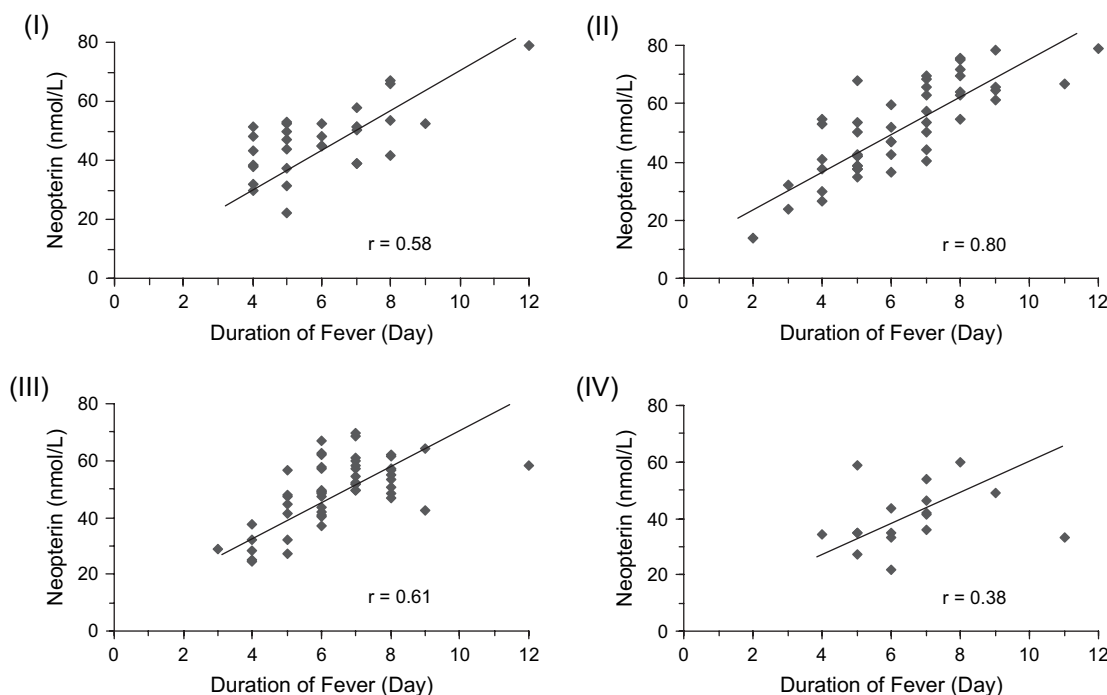 (I)
80
60
40
20
0
Neopterin (nmol/L)
r = 0.58
0 2 4 6 8 10 12
Duration of Fever (Day)
(II)
80
60
40
20
0
Neopterin (nmol/L)
r = 0.80
0 2 4 6 8 10 12
Duration of Fever (Day)
(III)
80
60
40
20
0
Neopterin (nmol/L)
r = 0.61
0 2 4 6 8 10 12
Duration of Fever (Day)
(IV)
80
60
40
20
0
Neopterin (nmol/L)
r = 0.38
0 2 4 6 8 10 12
Duration of Fever (Day)